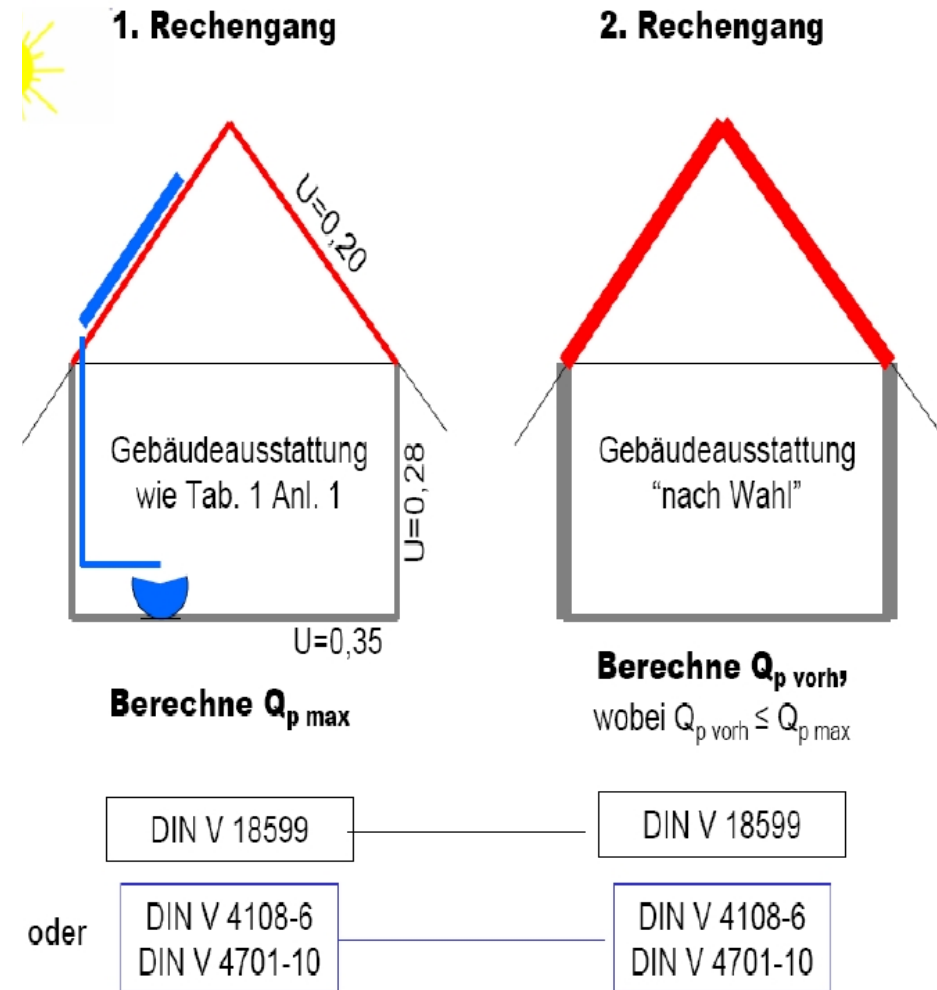 1. Rechengang
2. Rechengang
U=0,20
Gebäudeausstattung
wie Tab. 1 Anl. 1
U=0,28
U=0,35
Gebäudeausstattung
“nach Wahl”
Berechne Qp max
Berechne Qp vorh,
wobei Qp vorh ≤ Qp max
DIN V 18599
DIN V 18599
oder
DIN V 4108-6
DIN V 4701-10
DIN V 4108-6
DIN V 4701-10